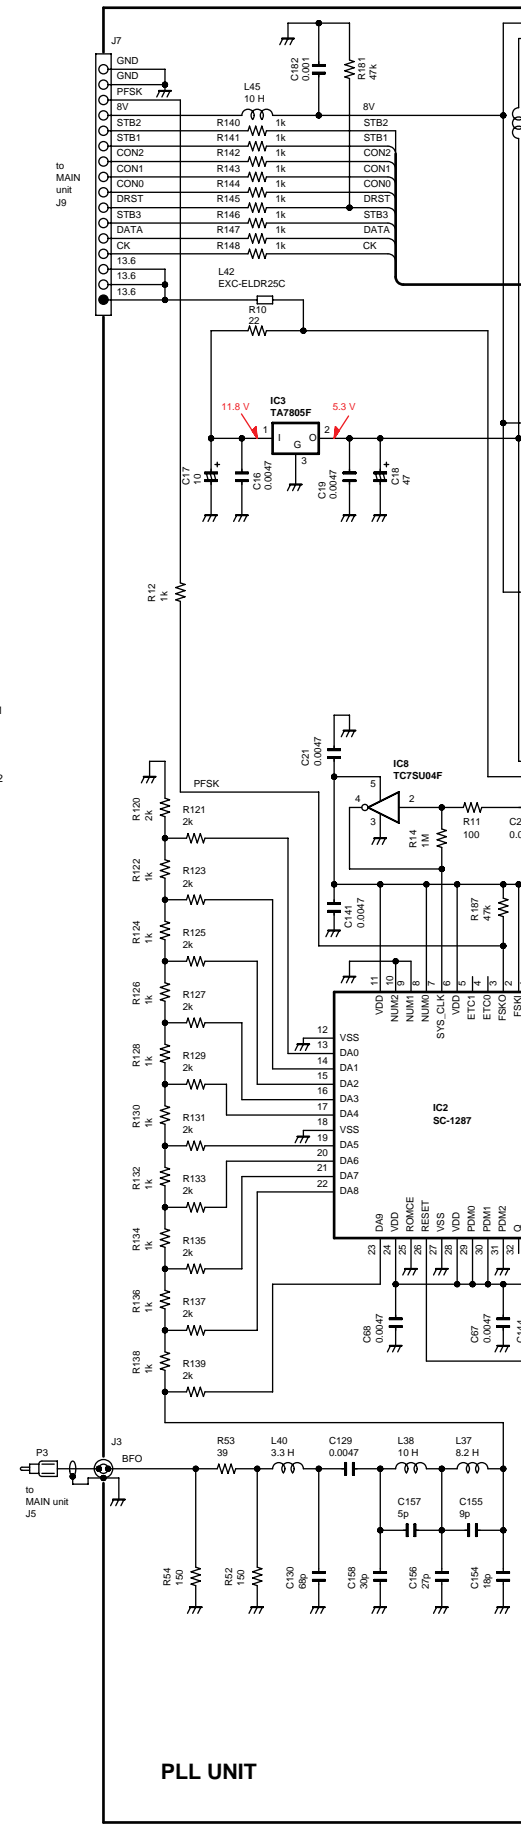 J7
GND
GND
PFSK
8V
STB2
STB1
CON2
CON1
CON0
DRST
STB3
DATA
CK
13.6
13.6
13.6
to
MAIN
unit
J9
C182
0.001
R181
47k
L45
10 H
R140 1k
R141 1k
R142 1k
R143 1k
R144 1k
R145 1k
R146 1k
R147 1k
R148 1k
8V
STB2
STB1
CON2
CON1
CON0
DRST
STB3
DATA
CK
L42
EXC-ELDR25C
R10
22
IC3
TA7805F
11.8 V
5.3 V
1
I
G
O
2
3
C17
10
+
C16
0.0047
C19
0.0047
+
C18
47
R12
1k
1
2
PFSK
C21
0.0047
IC8
TC7SU04F
5
4
2
3
R14
1M
R11
100
C2
0.0
C141
0.0047
R187
47k
R120
2k
R121
2k
R122
1k
R123
2k
R124
1k
R125
2k
R126
1k
R127
2k
R128
1k
R129
2k
R130
1k
R131
2k
R132
1k
R133
2k
R134
1k
R135
2k
R136
1k
R137
2k
R138
1k
R139
2k
11
10
9
8
7
6
5
4
3
2
VDD
NUM2
NUM1
NUM0
SYS_CLK
VDD
ETC1
ETC0
FSKO
FSKI
12 VSS
13 DA0
14 DA1
15 DA2
16 DA3
17 DA4
18 VSS
19 DA5
20 DA6
21 DA7
22 DA8
IC2
SC-1287
DA9
VDD
ROMCE
RESET
VSS
VDD
PDM0
PDM1
PDM2
Q
23
24
25
26
27
28
29
30
31
32
C68
0.0047
C67
0.0047
P3
to
MAIN unit
J5
J3
BFO
R53
39
L40
3.3 H
C129
0.0047
L38
10 H
L37
8.2 H
C157
5p
C155
9p
R54
150
R52
150
C130
68p
C158
30p
C156
27p
C154
18p
PLL UNIT